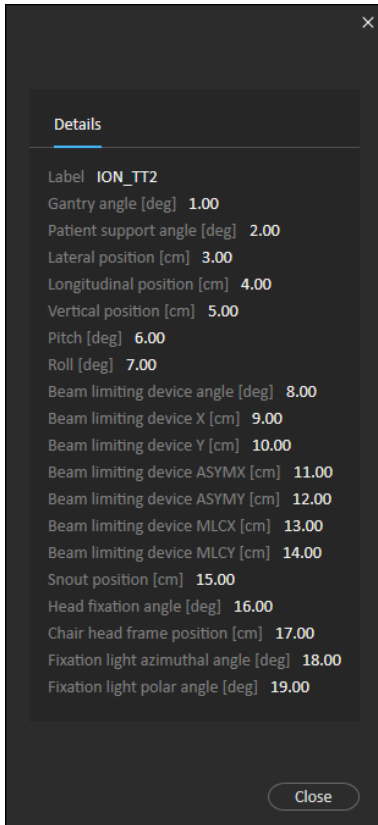 Details
Label ION_TT2
Gantry angle [deg] 1.00
Patient support angle [deg] 2.00
Lateral position [cm] 3.00
Longitudinal position [cm] 4.00
Vertical position [cm] 5.00
Pitch [deg] 6.00
Roll [deg] 7.00
Beam limiting device angle [deg] 8.00
Beam limiting device X [cm] 9.00
Beam limiting device Y [cm] 10.00
Beam limiting device ASYMX [cm] 11.00
Beam limiting device ASYMY [cm] 12.00
Beam limiting device MLCX [cm] 13.00
Beam limiting device MLCY [cm] 14.00
Snout position [cm] 15.00
Head fixation angle [deg] 16.00
Chair head frame position [cm] 17.00
Fixation light azimuthal angle [deg] 18.00
Fixation light polar angle [deg] 19.00
Close